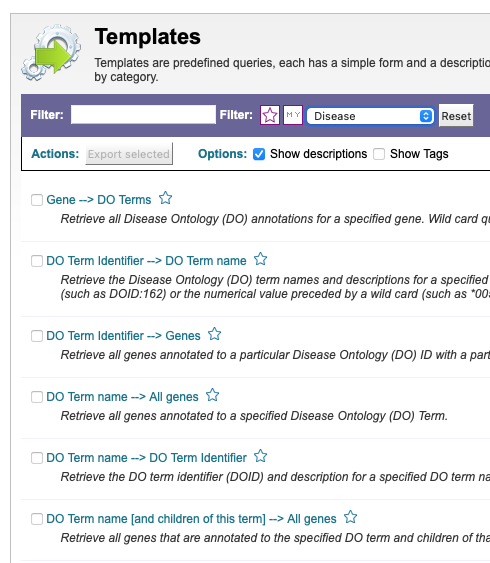 Templates
Templates are predefined queries, each has a simple form and a descriptio
by category.
Filter: Filter: MY Disease Reset
Actions: Export selected Options: Show descriptions Show Tags
Gene --> DO Terms
Retrieve all Disease Ontology (DO) annotations for a specified gene. Wild card qu
DO Term Identifier --> DO Term name
Retrieve the Disease Ontology (DO) term names and descriptions for a specified
(such as DOID:162) or the numerical value preceded by a wild card (such as *00
DO Term Identifier --> Genes
Retrieve all genes annotated to a particular Disease Ontology (DO) ID with a part
DO Term name --> All genes
Retrieve all genes annotated to a specified Disease Ontology (DO) Term.
DO Term name --> DO Term Identifier
Retrieve the DO term identifier (DOID) and description for a specified DO term na
DO Term name [and children of this term] --> All genes
Retrieve all genes that are annotated to the specified DO term and children of tha